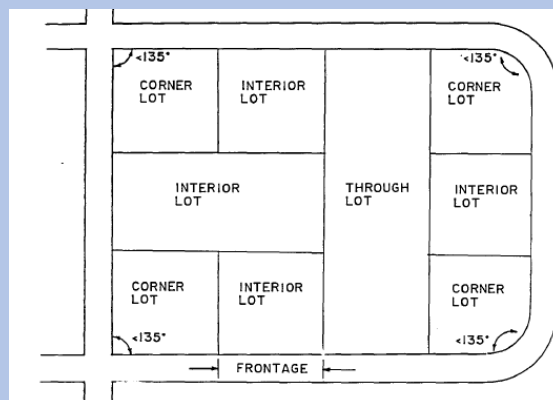 <135°
<135°
CORNER
LOT
INTERIOR
LOT
CORNER
LOT
INTERIOR
LOT
THROUGH
LOT
INTERIOR
LOT
CORNER
LOT
INTERIOR
LOT
CORNER
LOT
<135°
<135°
FRONTAGE